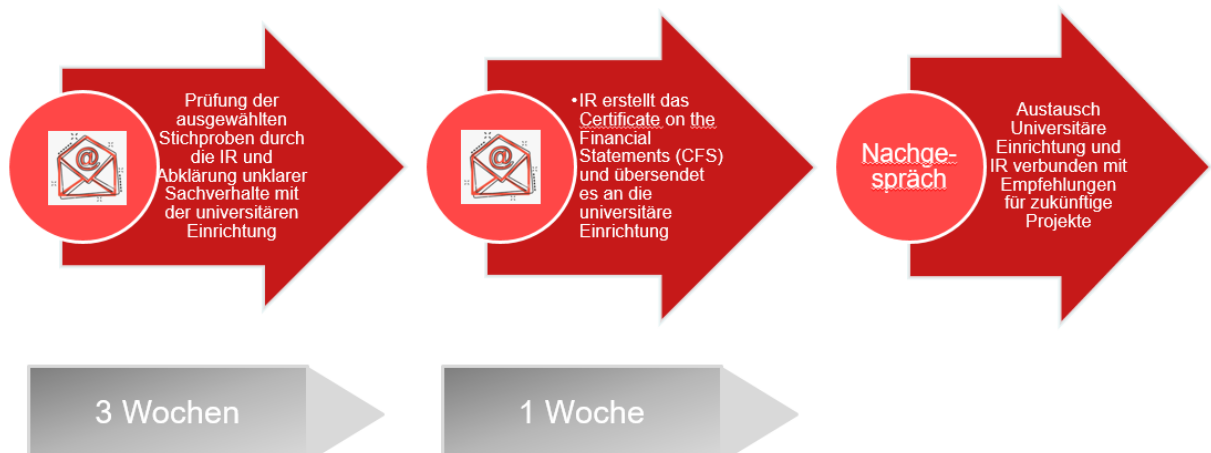 Prüfung der
ausgewählten
Stichproben durch
die IR und
Abklärung unklarer
Sachverhalte mit
der universitären
Einrichtung
@
•IR erstellt das
Certificate on the
Financial
Statements (CFS)
und übersendet
es an die
universitäre
Einrichtung
@
Nachge-
spräch
Austausch
Universitäre
Einrichtung und
IR verbunden mit
Empfehlungen
für zukünftige
Projekte
3 Wochen
1 Woche